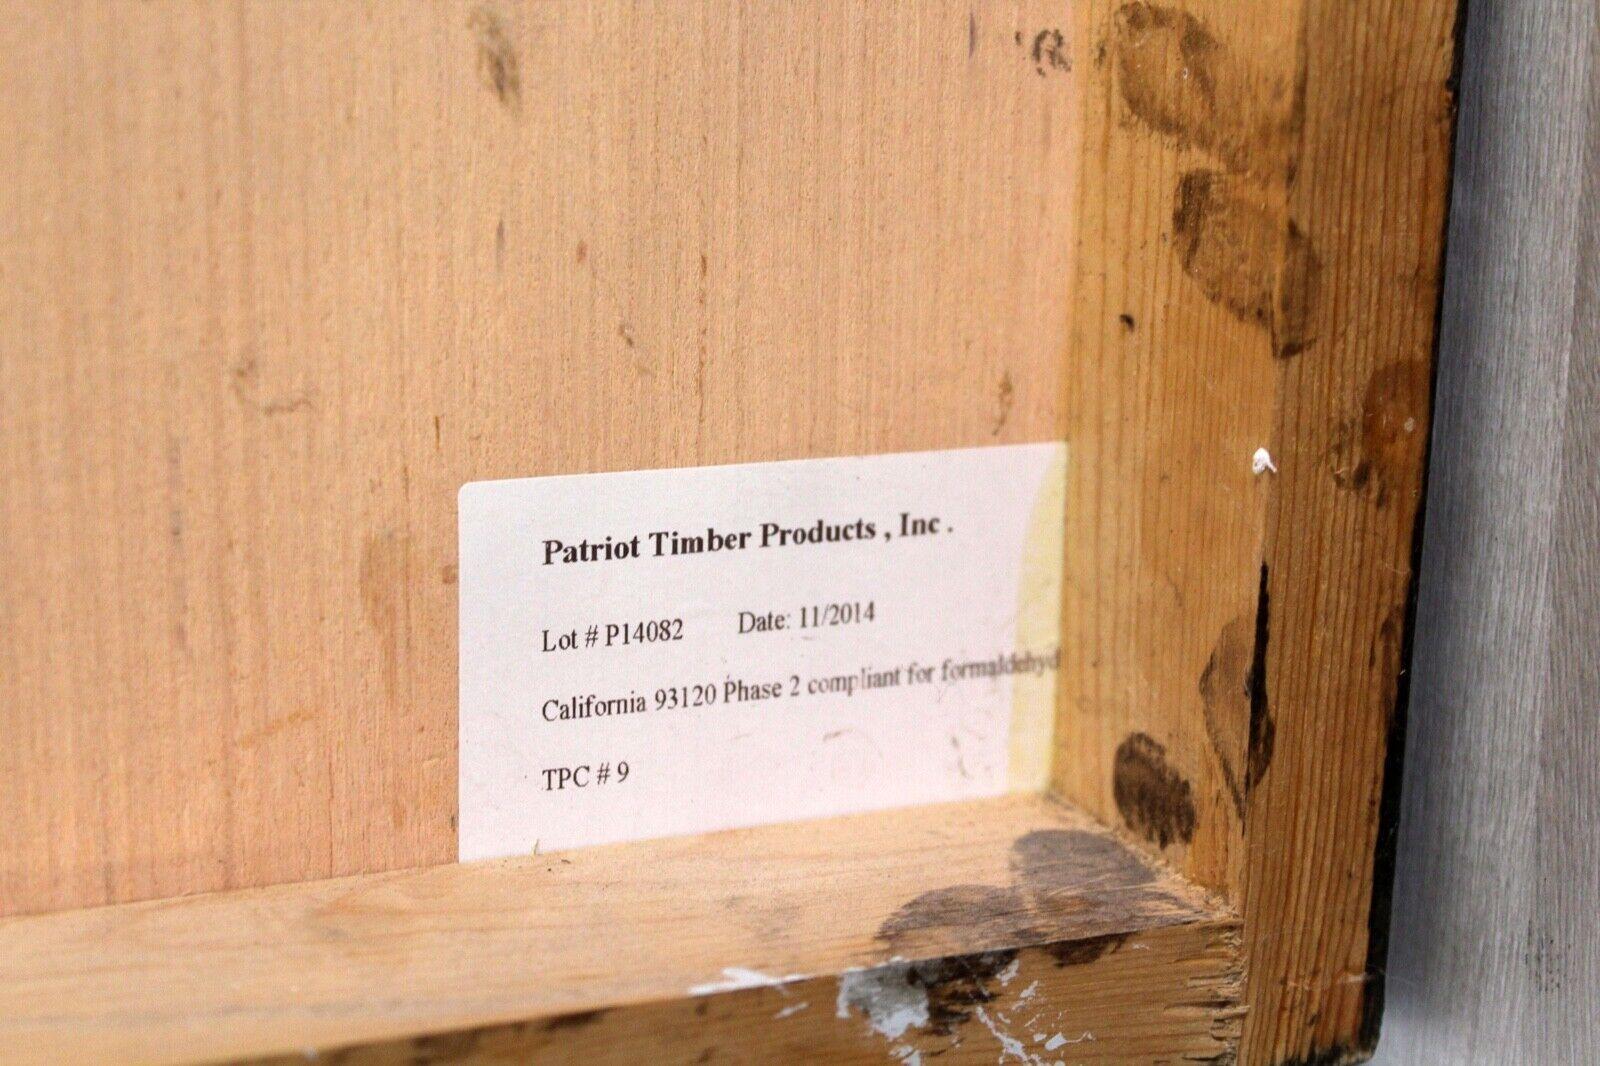 Patriot Timber Products , Inc .
Lot # P14082 Date: 11/2014
California 93120 Phase 2 compliant for formaldehyd
TPC # 9